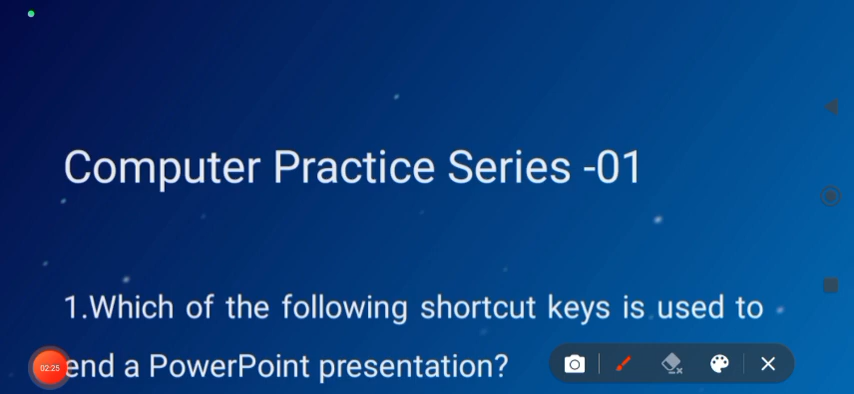 Computer Practice Series -01
1.Which of the following shortcut keys is used to
end a PowerPoint presentation?
02:25